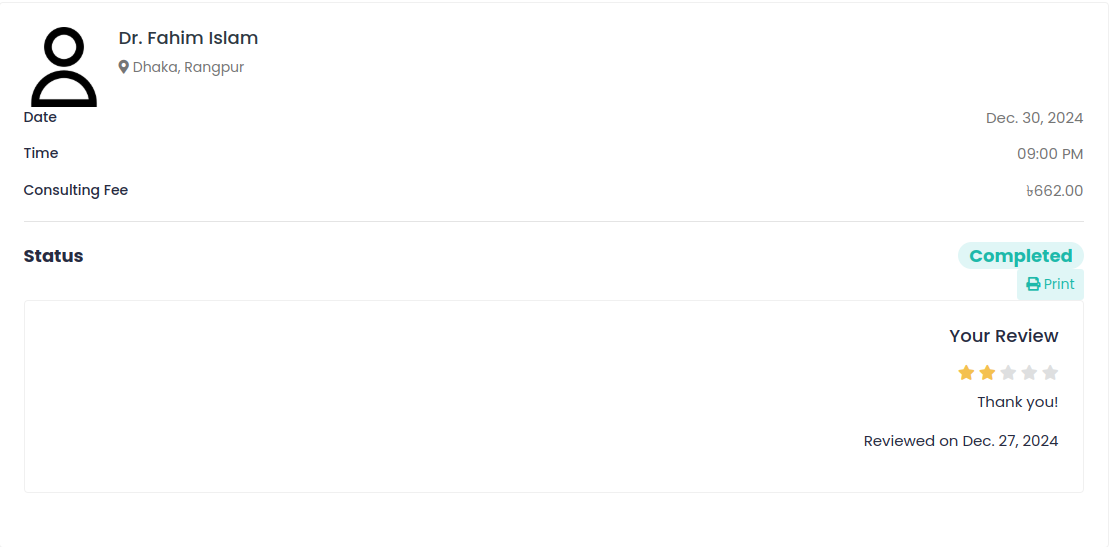 Dr. Fahim Islam
Dhaka, Rangpur
Date Dec. 30, 2024
Time 09:00 PM
Consulting Fee ৳662.00
Status Completed
Print
Your Review
Thank you!
Reviewed on Dec. 27, 2024